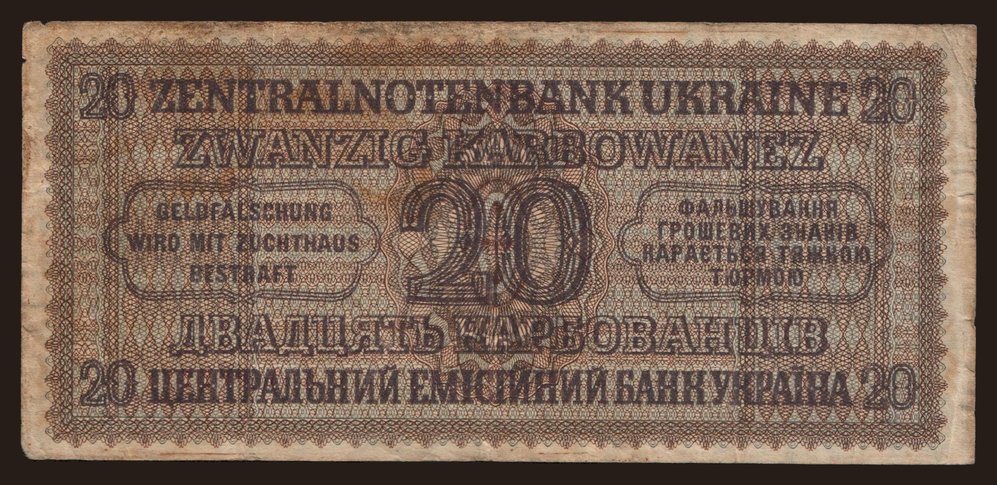 20 ZENTRALNOTENBANK UKRAINE 20
ZWANZIG KARBOWANEZ
GELDFÄLSCHUNG
WIRD MIT ZUCHTHAUS
BESTRAFT
20
ФАЛЬШУВАННЯ
ГРОШЕВИХ ЗНАКІВ
КАРАЄТЬСЯ ТЯЖКОЮ
ТЮРМОЮ
ДВАДЦЯТЬ КАРБОВАНЦІВ
20 ЦЕНТРАЛЬНИЙ ЕМІСІЙНИЙ БАНК УКРАЇНА 20